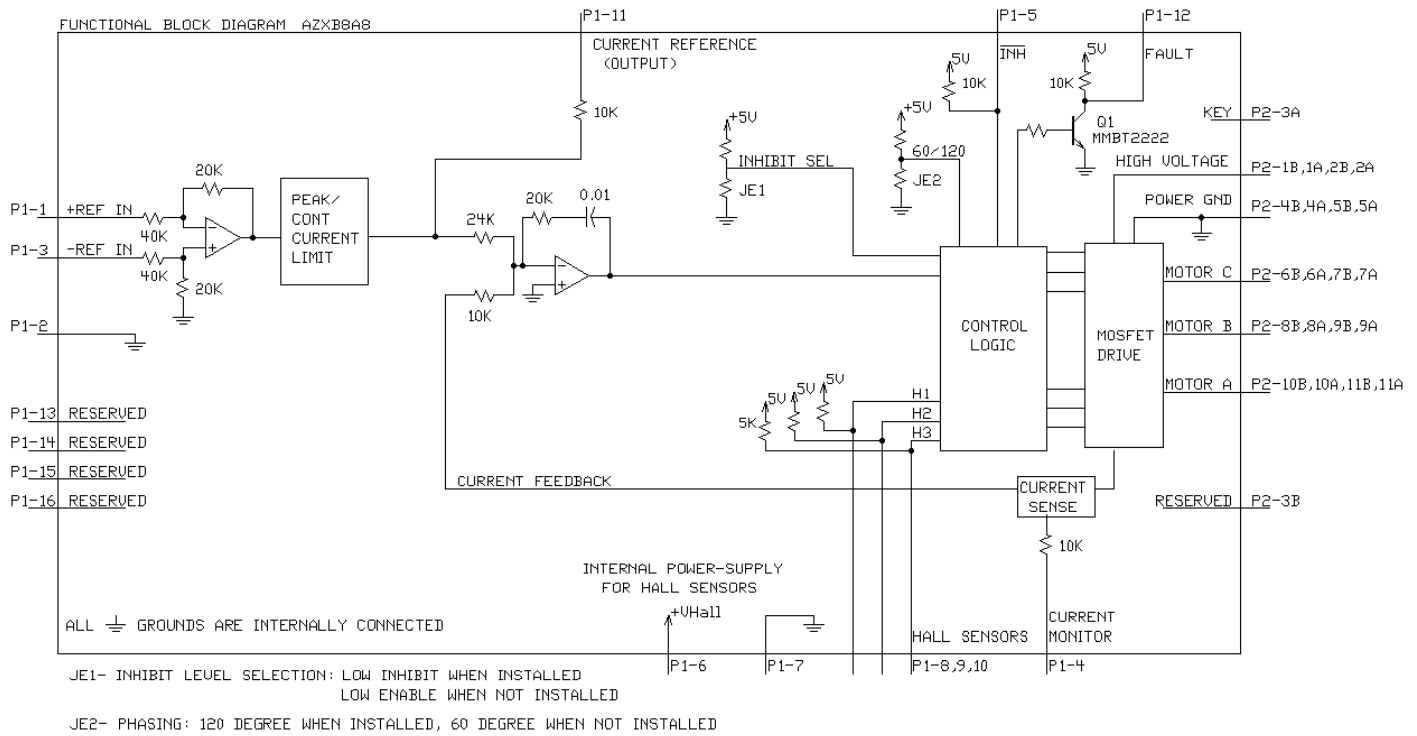 FUNCTIONAL BLOCK DIAGRAM AZXB8A8
P1-11
P1-5
P1-12
CURRENT REFERENCE
(OUTPUT)
INH
FAULT
5V
10K
5V
10K
10K
+5V
+5V
Q1
MMBT2222
KEY
P2-3A
INHIBIT SEL
JE1
60/120
JE2
HIGH VOLTAGE
P2-1B,1A,2B,2A
POWER GND
P2-4B,4A,5B,5A
20K
P1-1
+REF IN
40K
-
+
P1-3
-REF IN
40K
20K
PEAK/
CONT
CURRENT
LIMIT
24K
20K
0.01
-
+
10K
P1-2
CONTROL
LOGIC
MOSFET
DRIVE
MOTOR C
P2-6B,6A,7B,7A
MOTOR B
P2-8B,8A,9B,9A
MOTOR A
P2-10B,10A,11B,11A
5V
5V
5V
5K
H1
H2
H3
P1-13
RESERVED
P1-14
RESERVED
P1-15
RESERVED
P1-16
RESERVED
CURRENT FEEDBACK
CURRENT
SENSE
RESERVED
P2-3B
10K
INTERNAL POWER-SUPPLY
FOR HALL SENSORS
+VHall
ALL GROUNDS ARE INTERNALLY CONNECTED
HALL SENSORS
CURRENT
MONITOR
P1-6
P1-7
P1-8,9,10
P1-4
JE1- INHIBIT LEVEL SELECTION: LOW INHIBIT WHEN INSTALLED
LOW ENABLE WHEN NOT INSTALLED
JE2- PHASING: 120 DEGREE WHEN INSTALLED, 60 DEGREE WHEN NOT INSTALLED